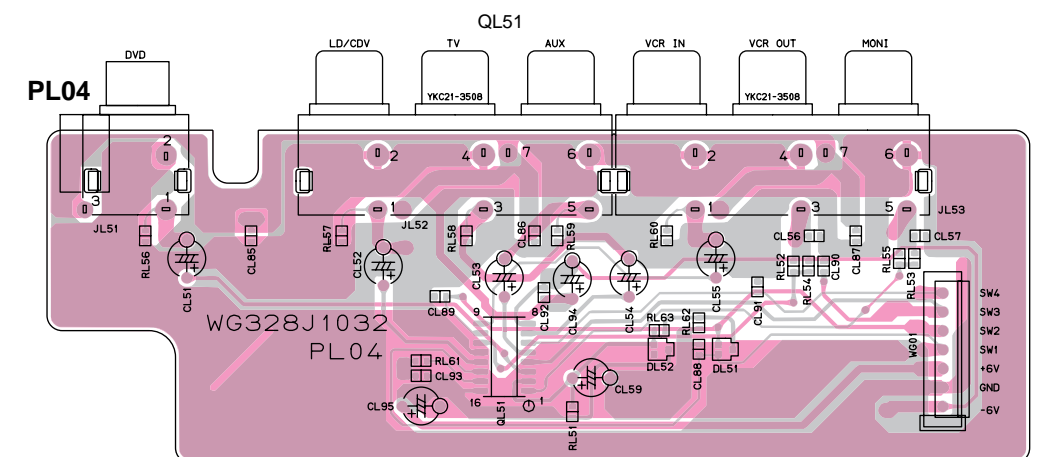 QL51
DVD
LD/CDV TV AUX VCR IN VCR OUT MONI
PL04
YKC21-3508 YKC21-3508
2 2 4 7 6 2 4 7 6
3 1 1 3 5 1 3 5
JL51 JL52 JL53
RL56 CL85 RL57 RL58 CL86 RL59 RL60 CL56 CL87 RL55 CL57
CL51 CL52 CL53 CL92 CL94 CL54 CL55 CL91 RL52 RL54 CL90 RL53
CL89 9 8
SW4
SW3
WG328J1032 RL63 RL62 SW2
PL04 WG01 SW1
RL61 DL52 CL88 DL51 +6V
CL93 CL59 GND
CL95 16 QL51 1 RL51 -6V